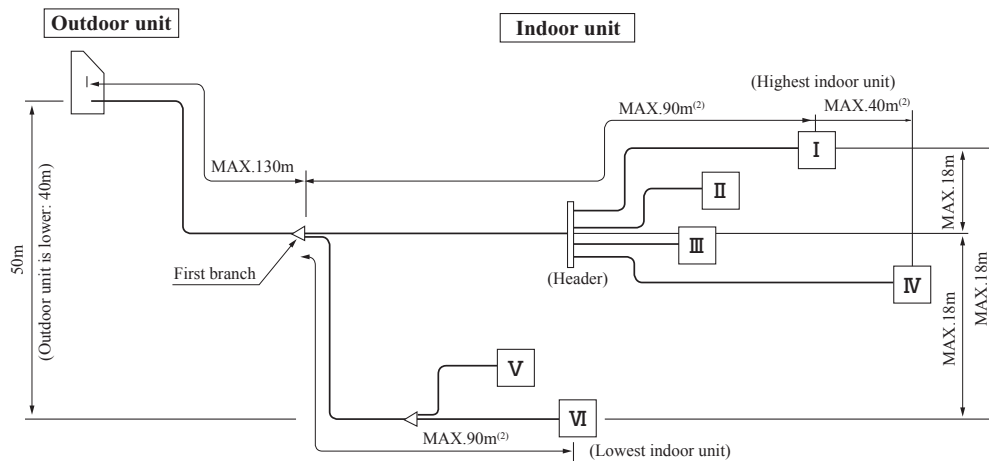 Outdoor unit
Indoor unit
(Highest indoor unit)
MAX.90m(2)
MAX.40m(2)
I
MAX.130m
II
MAX.18m
50m
(Outdoor unit is lower: 40m)
III
First branch
(Header)
IV
MAX.18m
MAX.18m
V
VI
MAX.90m(2)
(Lowest indoor unit)